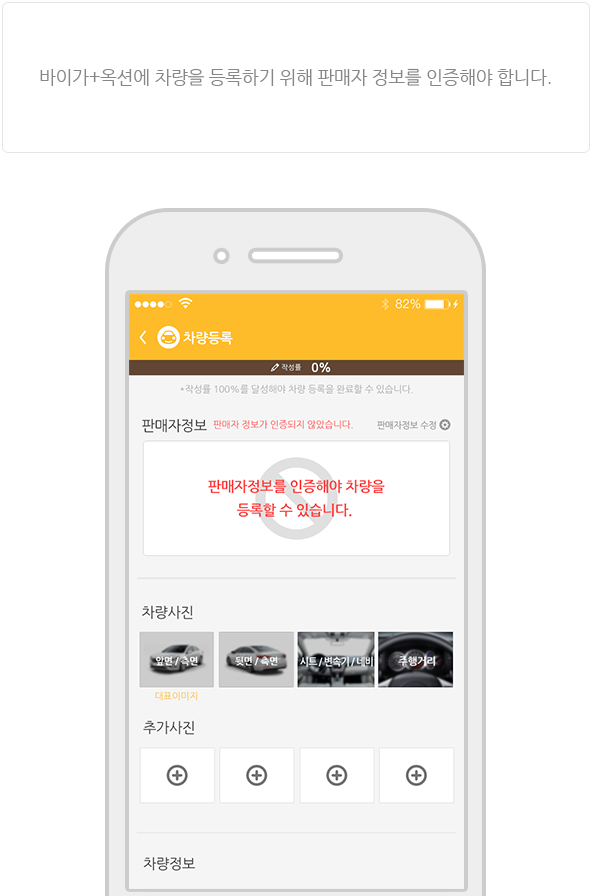 바이가+옥션에 차량을 등록하기 위해 판매자 정보를 인증해야 합니다.
82%
차량등록
작성률 0%
*작성률 100%를 달성해야 차량 등록을 완료할 수 있습니다.
판매자정보 판매자 정보가 인증되지 않았습니다. 판매자정보 수정
판매자정보를 인증해야 차량을
등록할 수 있습니다.
차량사진
앞면 / 측면 뒷면 / 측면 시트 / 변속기 / 네비 주행거리
대표이미지
추가사진
차량정보